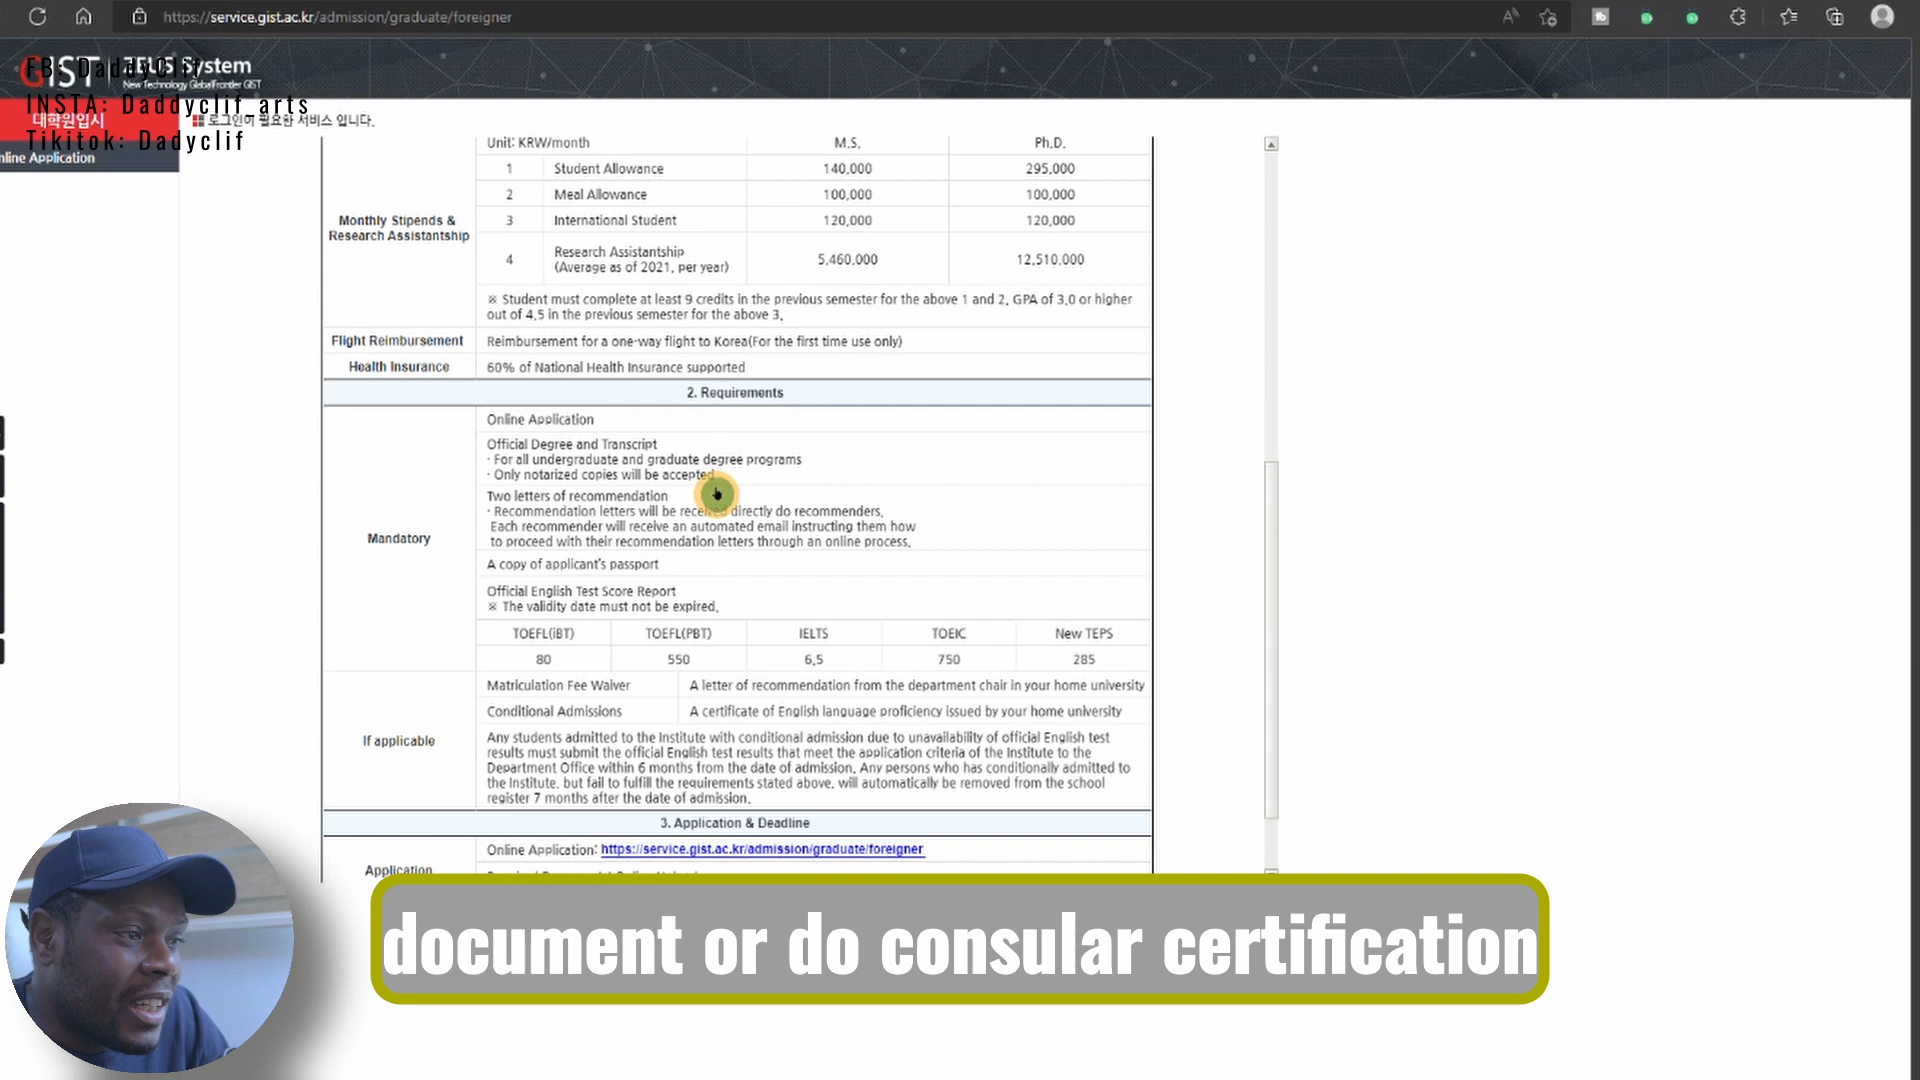 https://service.gist.ac.kr/admission/graduate/foreigner
GIST
ZEUS System
New Technology GlobalFrontier GIST
FB: DaddyClif
INSTA: Daddyclif_arts
Tikitok: Dadyclif
대학원입시
로그인이 필요한 서비스 입니다.
nline Application
Unit: KRW/month M.S. Ph.D.
1 Student Allowance 140,000 295,000
2 Meal Allowance 100,000 100,000
3 International Student 120,000 120,000
Monthly Stipends &
Research Assistantship
4 Research Assistantship
(Average as of 2021, per year) 5,460,000 12,510,000
※ Student must complete at least 9 credits in the previous semester for the above 1 and 2, GPA of 3.0 or higher
out of 4.5 in the previous semester for the above 3.
Flight Reimbursement Reimbursement for a one-way flight to Korea(For the first time use only)
Health Insurance 60% of National Health Insurance supported
2. Requirements
Mandatory
Online Application
Official Degree and Transcript
· For all undergraduate and graduate degree programs
· Only notarized copies will be accepted
Two letters of recommendation
· Recommendation letters will be received directly do recommenders.
Each recommender will receive an automated email instructing them how
to proceed with their recommendation letters through an online process.
A copy of applicant's passport
Official English Test Score Report
※ The validity date must not be expired.
TOEFL(iBT) TOEFL(PBT) IELTS TOEIC New TEPS
80 550 6.5 750 285
If applicable
Matriculation Fee Waiver A letter of recommendation from the department chair in your home university
Conditional Admissions A certificate of English language proficiency issued by your home university
Any students admitted to the Institute with conditional admission due to unavailability of official English test
results must submit the official English test results that meet the application criteria of the Institute to the
Department Office within 6 months from the date of admission. Any persons who has conditionally admitted to
the Institute, but fail to fulfill the requirements stated above, will automatically be removed from the school
register 7 months after the date of admission.
3. Application & Deadline
Application
Online Application: https://service.gist.ac.kr/admission/graduate/foreigner
document or do consular certification